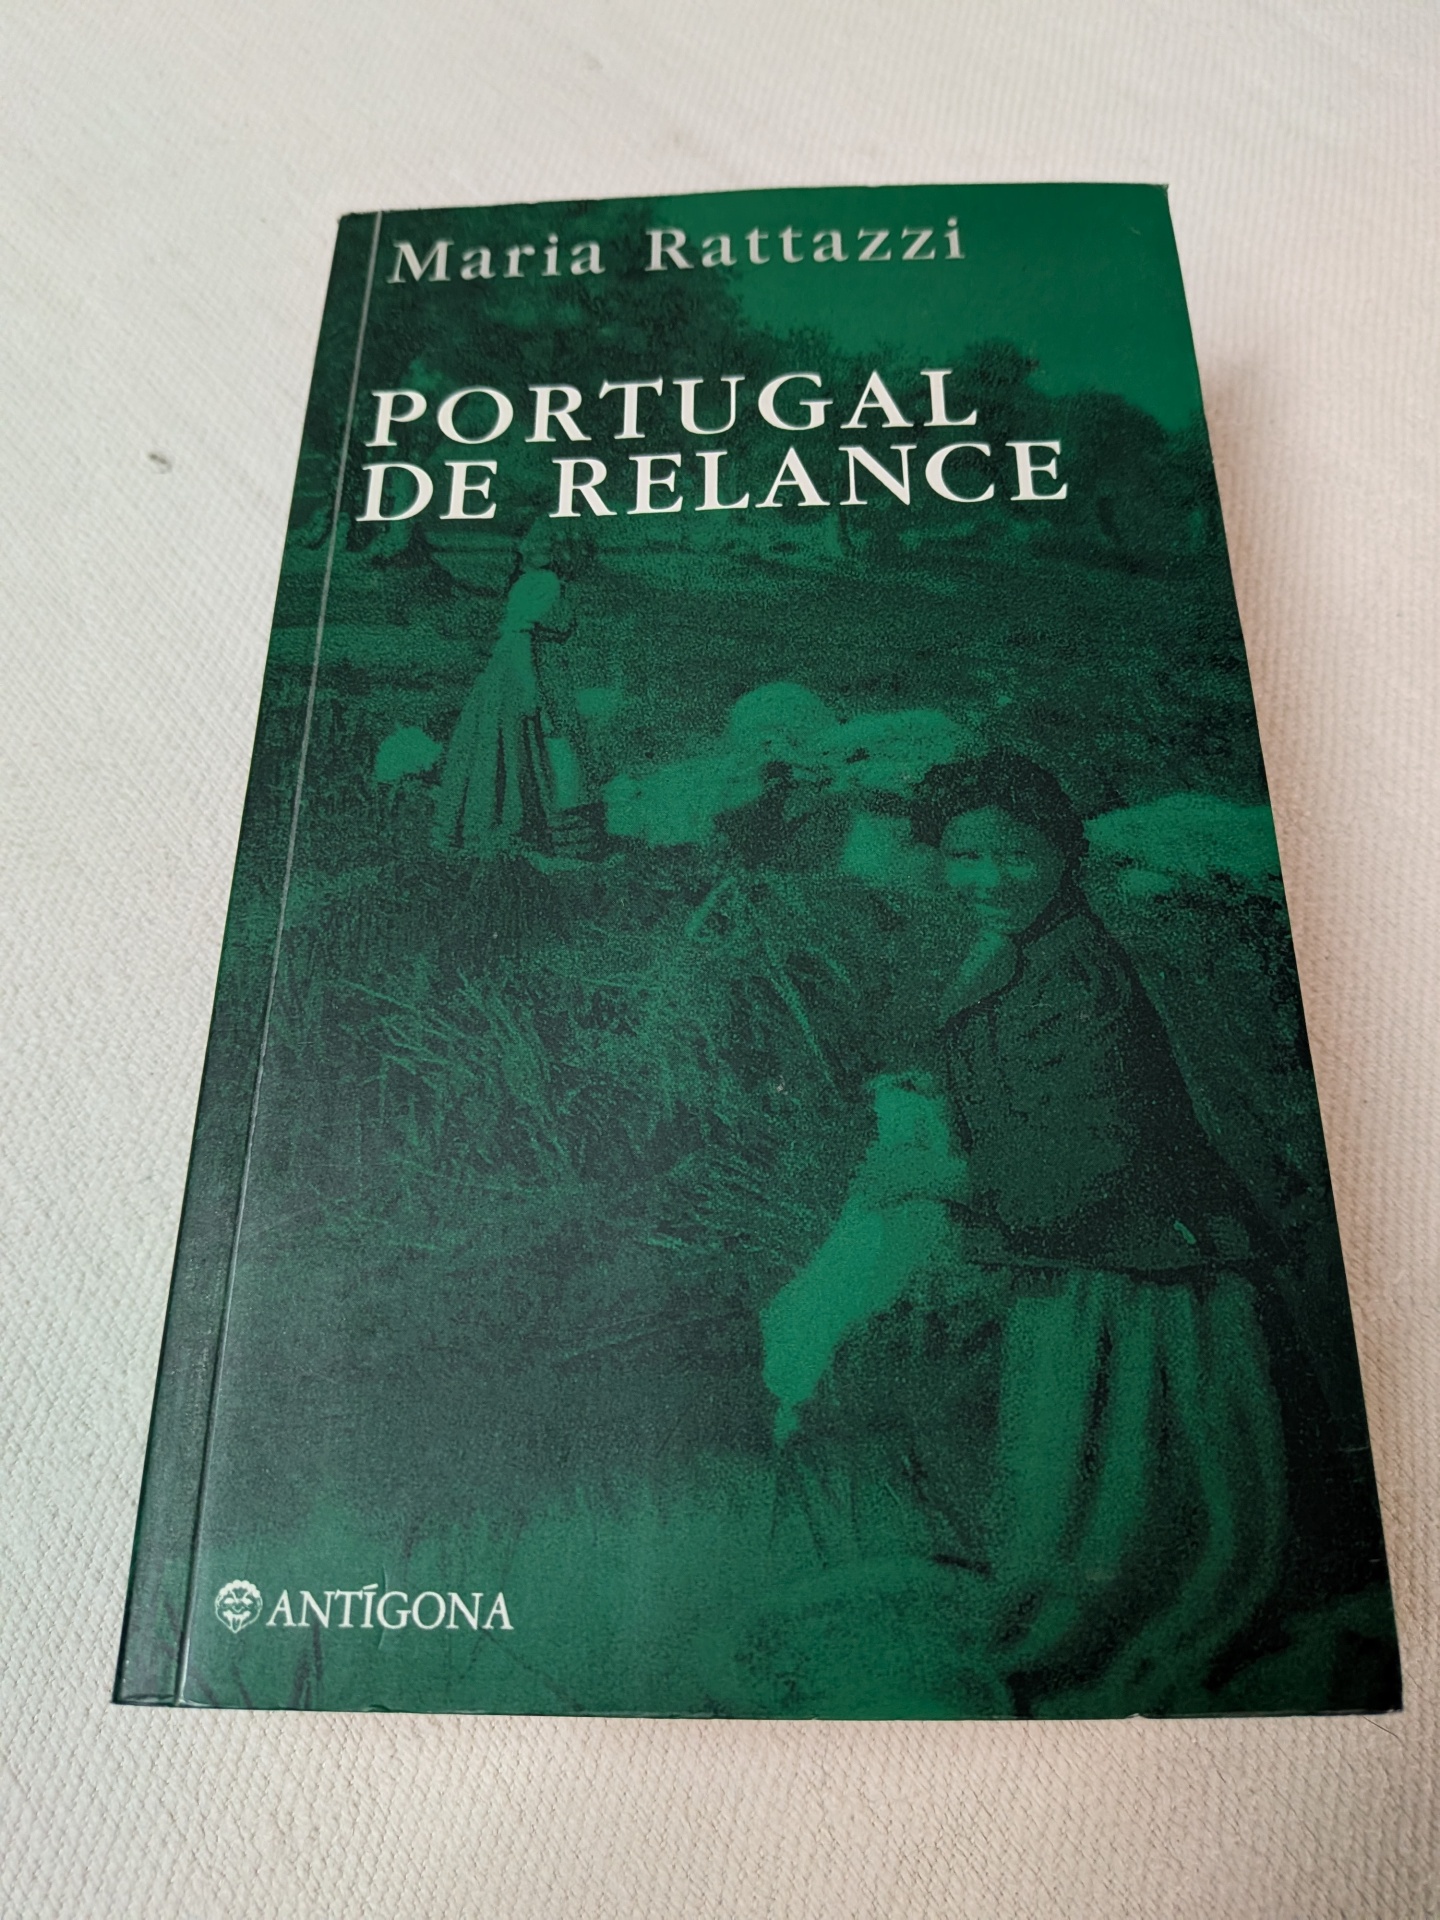 Maria Rattazzi
PORTUGAL
DE RELANCE
ANTÍGONA